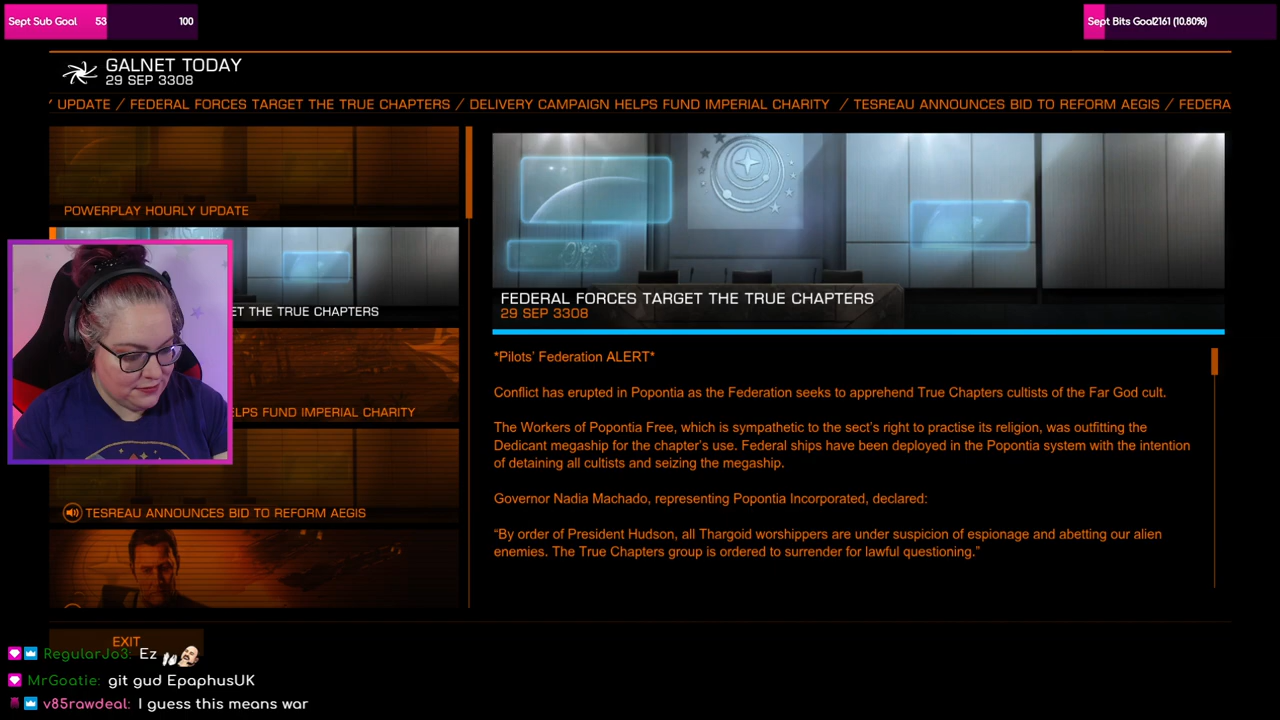 Sept Sub Goal 53 100
Sept Bits Goal 2161 (10.80%)
GALNET TODAY
29 SEP 3308
UPDATE / FEDERAL FORCES TARGET THE TRUE CHAPTERS / DELIVERY CAMPAIGN HELPS FUND IMPERIAL CHARITY / TESREAU ANNOUNCES BID TO REFORM AEGIS / FEDERA
POWERPLAY HOURLY UPDATE
ET THE TRUE CHAPTERS
ELPS FUND IMPERIAL CHARITY
TESREAU ANNOUNCES BID TO REFORM AEGIS
EXIT
FEDERAL FORCES TARGET THE TRUE CHAPTERS
29 SEP 3308
*Pilots' Federation ALERT*
Conflict has erupted in Popontia as the Federation seeks to apprehend True Chapters cultists of the Far God cult.
The Workers of Popontia Free, which is sympathetic to the sect's right to practise its religion, was outfitting the
Dedicant megaship for the chapter's use. Federal ships have been deployed in the Popontia system with the intention
of detaining all cultists and seizing the megaship.
Governor Nadia Machado, representing Popontia Incorporated, declared:
“By order of President Hudson, all Thargoid worshippers are under suspicion of espionage and abetting our alien
enemies. The True Chapters group is ordered to surrender for lawful questioning.”
RegularJo3: Ez
MrGoatie: git gud EpaphusUK
v85rawdeal: I guess this means war